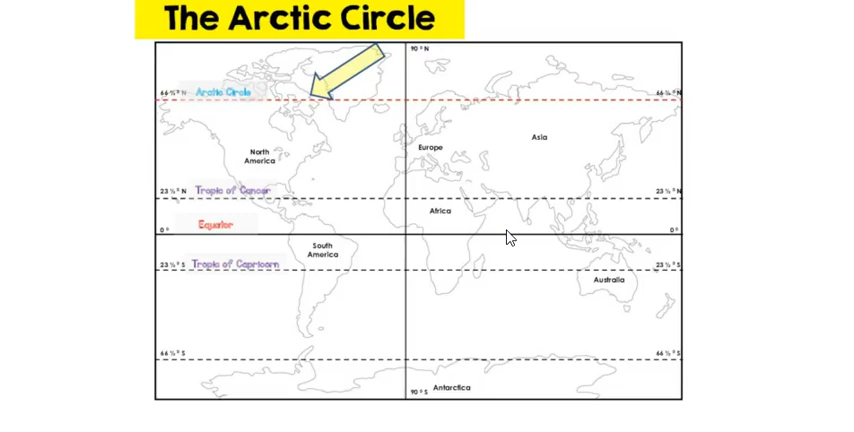 The Arctic Circle
90 ° N
66 ½ ° N Arctic Circle 66 ½ ° N
Asia
Europe
North
America
23 ½ ° N Tropic of Cancer 23 ½ ° N
Africa
Equator
0 ° 0 °
South
America
23 ½ ° S Tropic of Capricorn 23 ½ ° S
Australia
66 ½ ° S 66 ½ ° S
90 ° S Antarctica